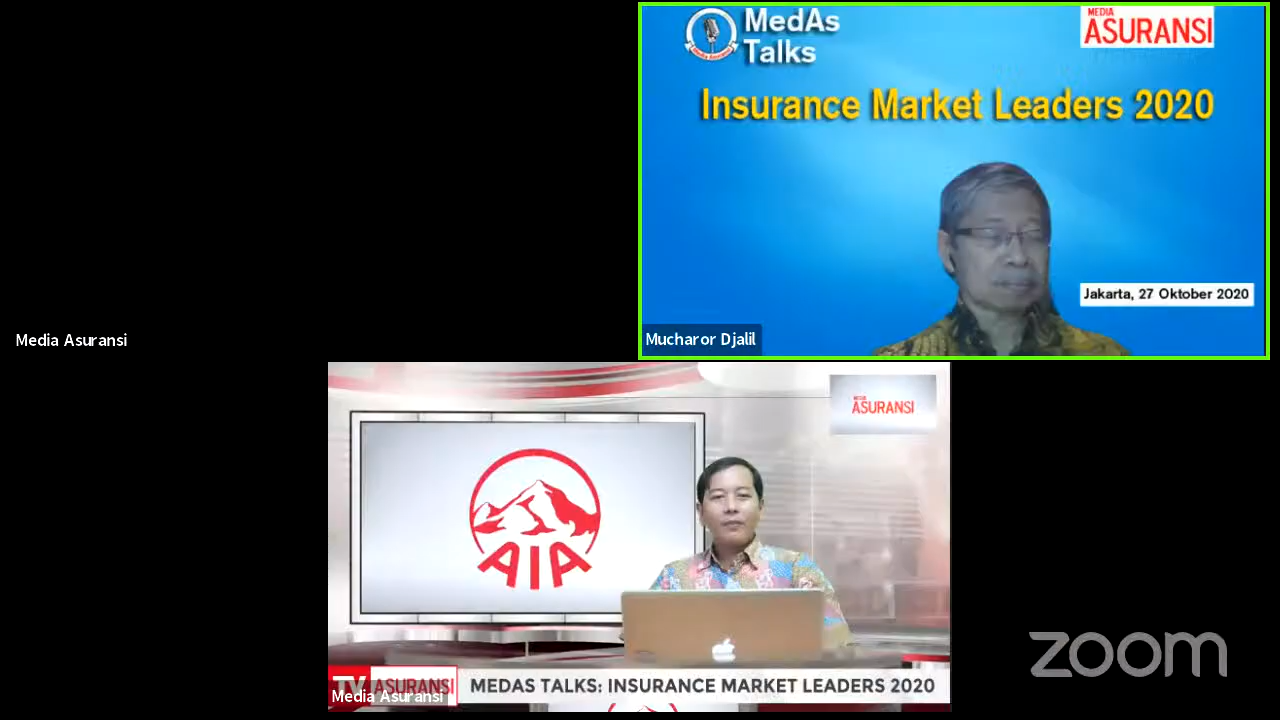 MedAs
Talks
MEDIA
ASURANSI
Insurance Market Leaders 2020
Jakarta, 27 Oktober 2020
Mucharor Djalil
Media Asuransi
MEDIA
ASURANSI
AIA
TV ASURANSI
MEDAS TALKS: INSURANCE MARKET LEADERS 2020
Media Asuransi
zoom